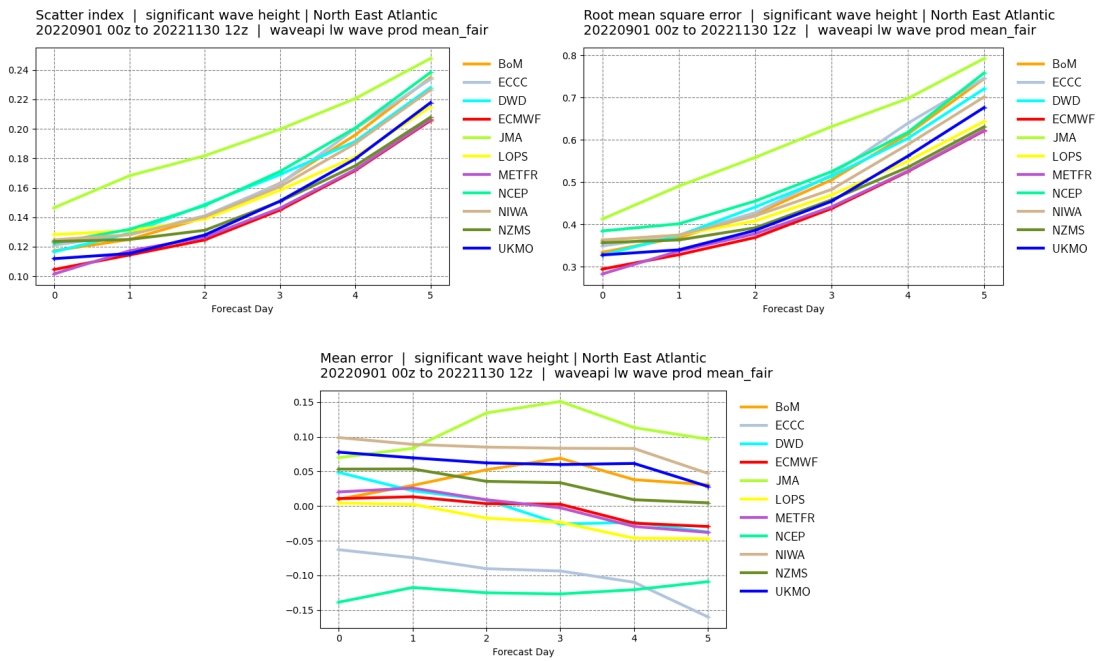 Scatter index | significant wave height | North East Atlantic
20220901 00z to 20221130 12z | waveapi lw wave prod mean_fair
0.24
0.22
0.20
0.18
0.16
0.14
0.12
0.10
0 1 2 3 4 5
Forecast Day
BoM
ECCC
DWD
ECMWF
JMA
LOPS
METFR
NCEP
NIWA
NZMS
UKMO
Root mean square error | significant wave height | North East Atlantic
20220901 00z to 20221130 12z | waveapi lw wave prod mean_fair
0.8
0.7
0.6
0.5
0.4
0.3
0 1 2 3 4 5
Forecast Day
BoM
ECCC
DWD
ECMWF
JMA
LOPS
METFR
NCEP
NIWA
NZMS
UKMO
Mean error | significant wave height | North East Atlantic
20220901 00z to 20221130 12z | waveapi lw wave prod mean_fair
0.15
0.10
0.05
0.00
−0.05
−0.10
−0.15
0 1 2 3 4 5
Forecast Day
BoM
ECCC
DWD
ECMWF
JMA
LOPS
METFR
NCEP
NIWA
NZMS
UKMO